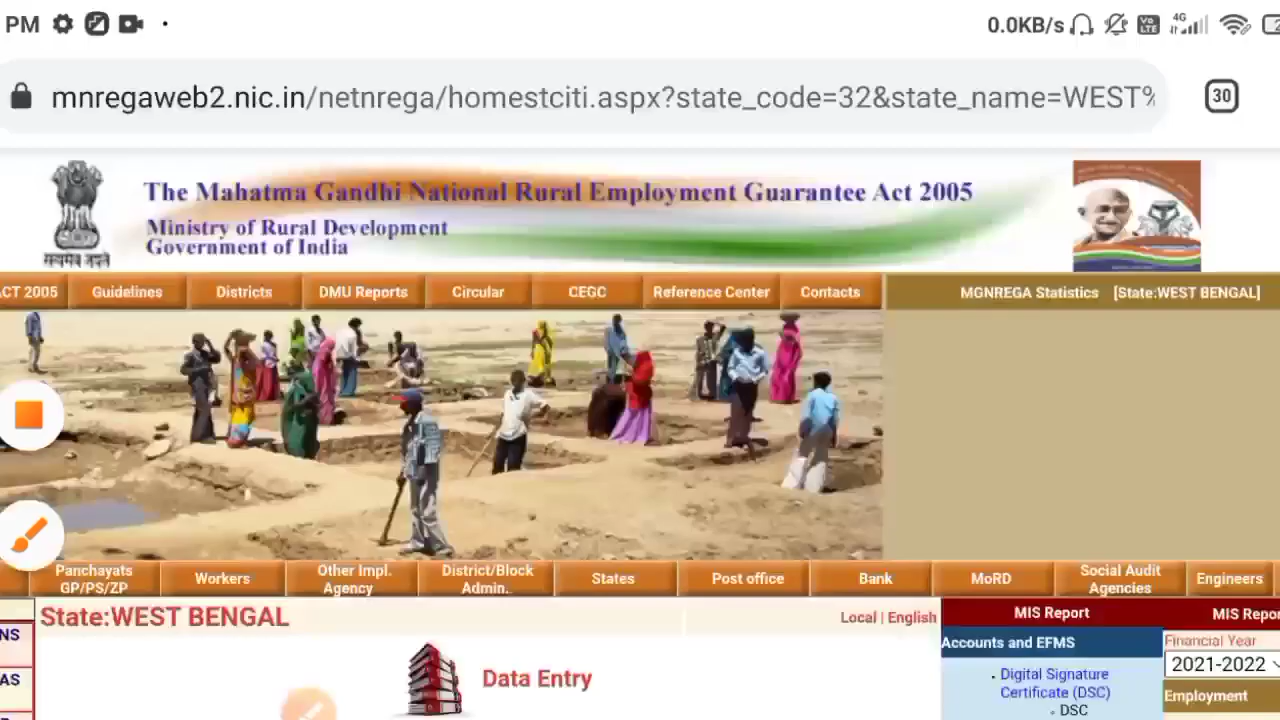 PM
0.0KB/s
4G
Vo
LTE
mnregaweb2.nic.in/netnrega/homestciti.aspx?state_code=32&state_name=WEST%
30
The Mahatma Gandhi National Rural Employment Guarantee Act 2005
Ministry of Rural Development
Government of India
सत्यमेव जयते
ACT 2005
Guidelines
Districts
DMU Reports
Circular
CEGC
Reference Center
Contacts
MGNREGA Statistics [State:WEST BENGAL]
Panchayats
GP/PS/ZP
Workers
Other Impl.
Agency
District/Block
Admin.
States
Post office
Bank
MoRD
Social Audit
Agencies
Engineers
State:WEST BENGAL
Local | English
MIS Report
MIS Repor
NS
Accounts and EFMS
Financial Year
2021-2022
AS
Data Entry
Digital Signature
Certificate (DSC)
DSC
Employment